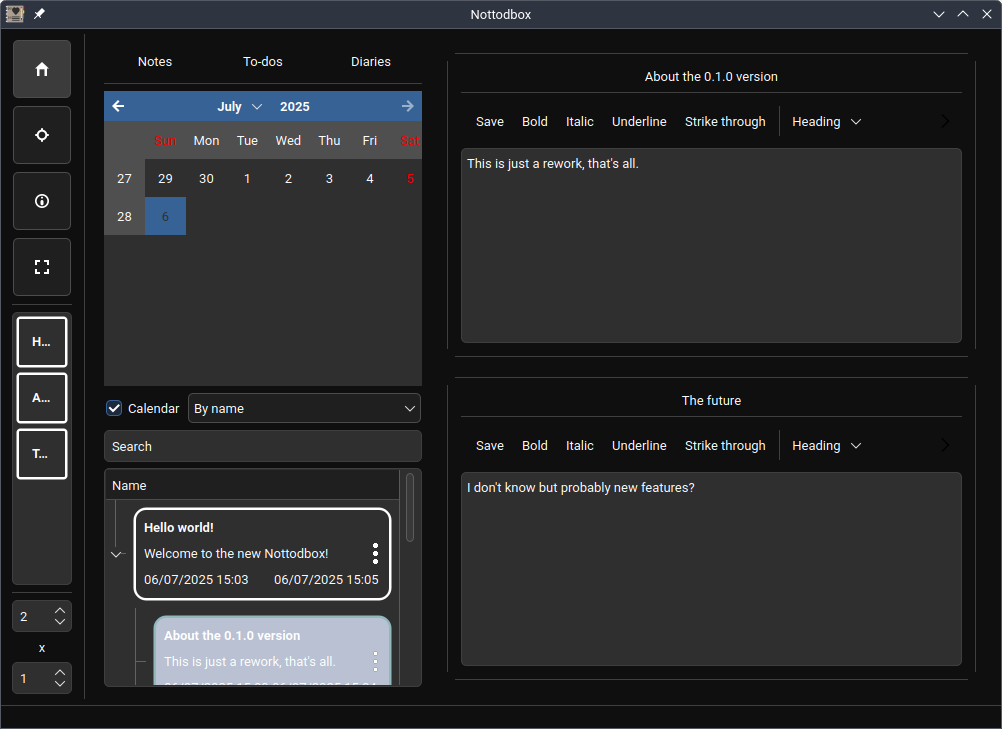 Nottodbox
Notes To-dos Diaries
July 2025
Sun Mon Tue Wed Thu Fri Sat
27 29 30 1 2 3 4 5
28 6
Calendar By name
Search
Name
Hello world!
Welcome to the new Nottodbox!
06/07/2025 15:03 06/07/2025 15:05
About the 0.1.0 version
This is just a rework, that's all.
H...
A...
T...
2
x
1
About the 0.1.0 version
Save Bold Italic Underline Strike through Heading
This is just a rework, that's all.
The future
Save Bold Italic Underline Strike through Heading
I don't know but probably new features?